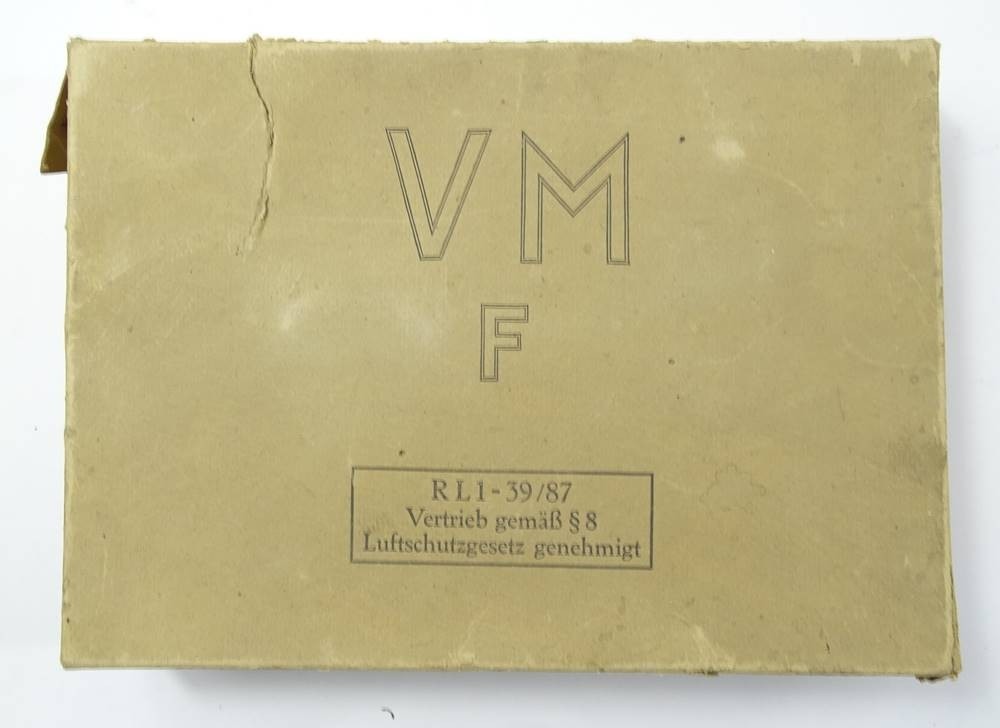 VM
F
RL1-39/87
Vertrieb gemäß § 8
Luftschutzgesetz genehmigt